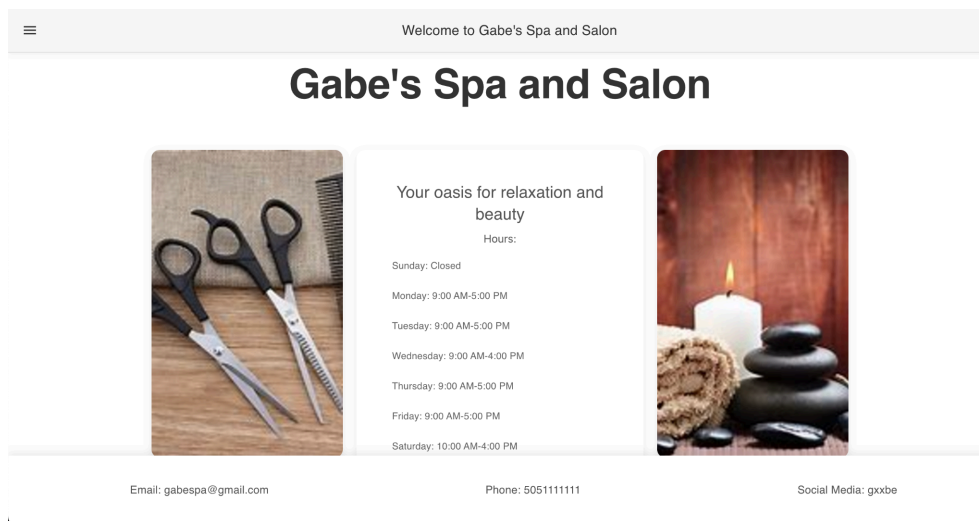 Welcome to Gabe's Spa and Salon
Gabe's Spa and Salon
Your oasis for relaxation and
beauty
Hours:
Sunday: Closed
Monday: 9:00 AM-5:00 PM
Tuesday: 9:00 AM-5:00 PM
Wednesday: 9:00 AM-4:00 PM
Thursday: 9:00 AM-5:00 PM
Friday: 9:00 AM-5:00 PM
Saturday: 10:00 AM-4:00 PM
Email: gabespa@gmail.com
Phone: 5051111111
Social Media: gxxbe